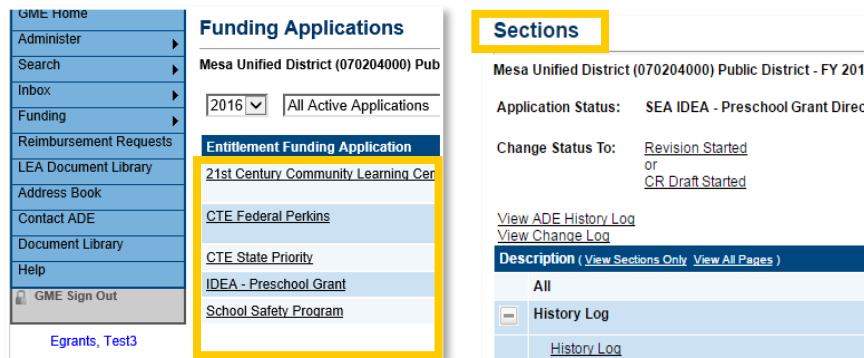 GME Home
Administer
Search
Inbox
Funding
Reimbursement Requests
LEA Document Library
Address Book
Contact ADE
Document Library
Help
GME Sign Out
Egrants, Test3
Funding Applications
Mesa Unified District (070204000) Pub
2016 All Active Applications
Entitlement Funding Application
21st Century Community Learning Cen
CTE Federal Perkins
CTE State Priority
IDEA - Preschool Grant
School Safety Program
Sections
Mesa Unified District (070204000) Public District - FY 201
Application Status: SEA IDEA - Preschool Grant Direc
Change Status To: Revision Started
or
CR Draft Started
View ADE History Log
View Change Log
Description ( View Sections Only View All Pages )
All
History Log
History Log